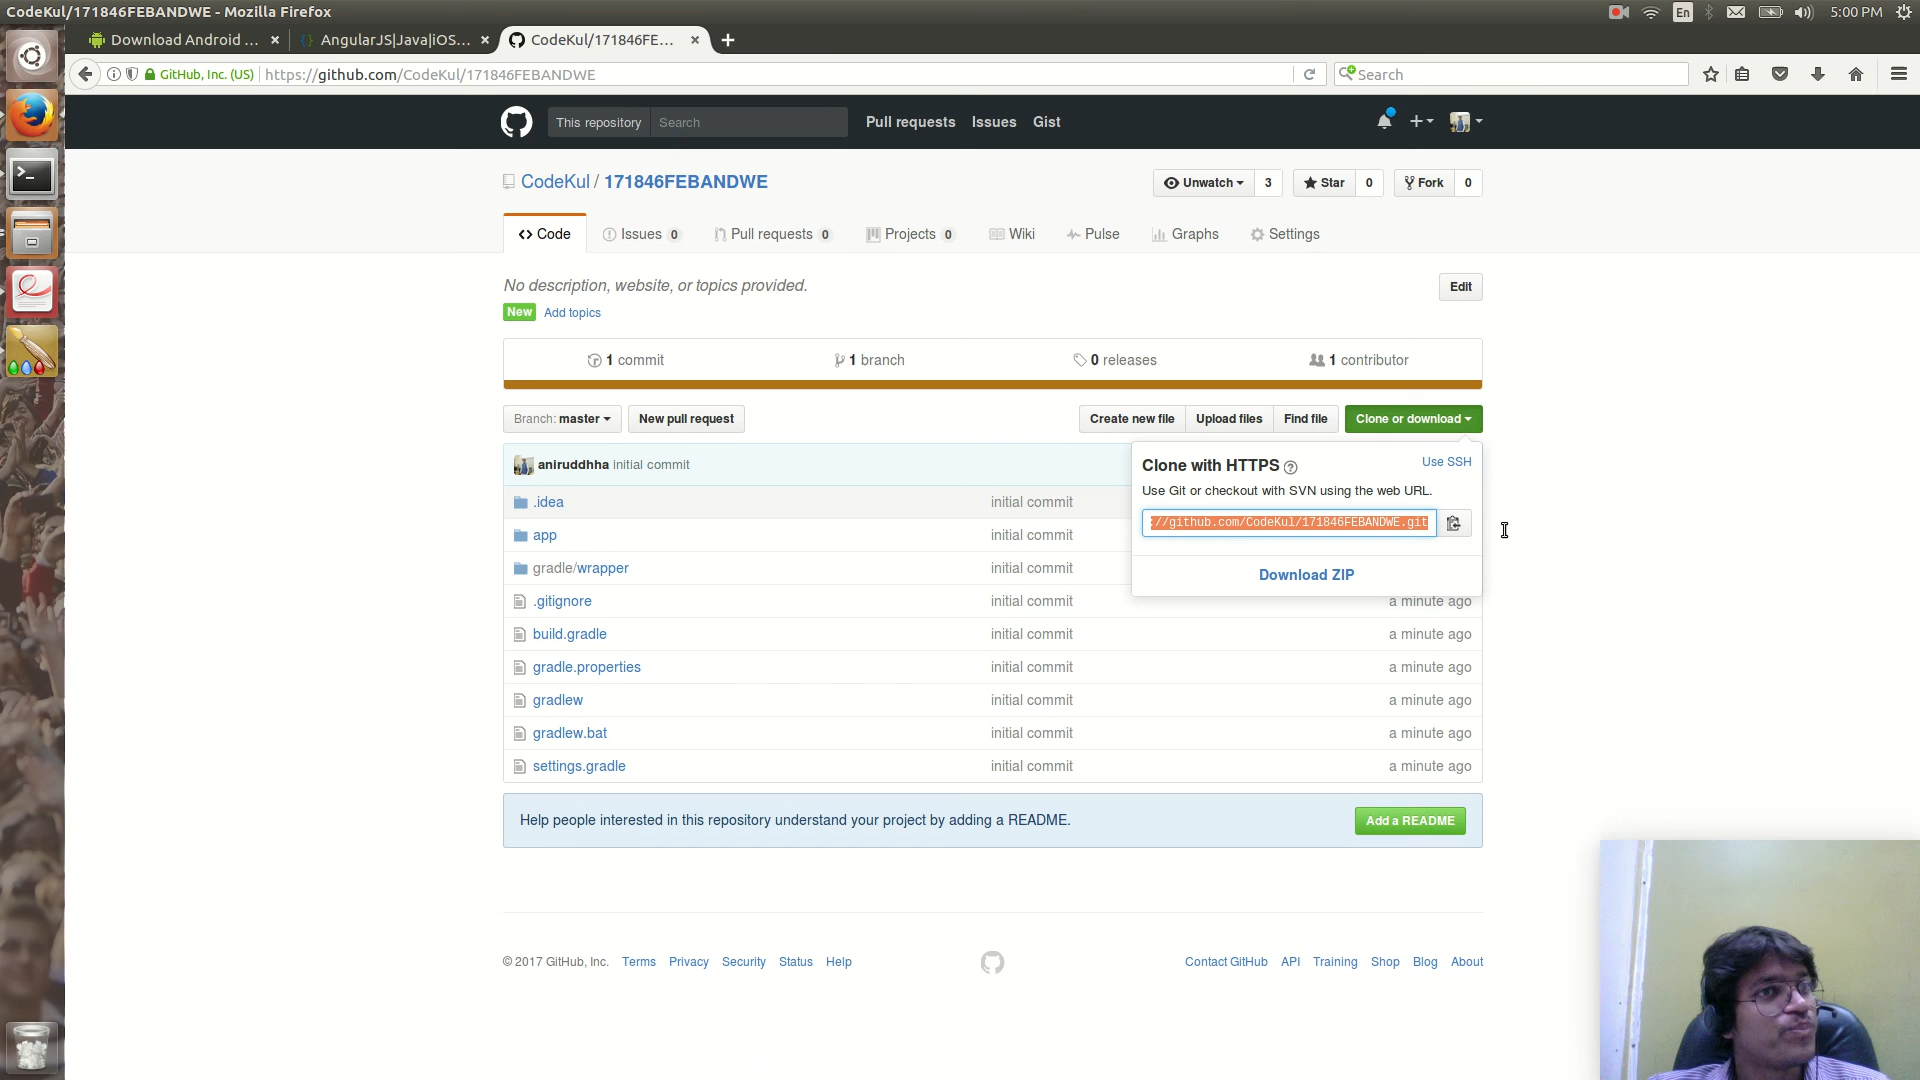 CodeKul/171846FEBANDWE - Mozilla Firefox
En
5:00 PM
Download Android ...
AngularJS|Java|iOS...
CodeKul/171846FE...
GitHub, Inc. (US)
https://github.com/CodeKul/171846FEBANDWE
Search
This repository
Search
Pull requests
Issues
Gist
CodeKul / 171846FEBANDWE
Unwatch 3
Star 0
Fork 0
Code
Issues 0
Pull requests 0
Projects 0
Wiki
Pulse
Graphs
Settings
No description, website, or topics provided.
Edit
New Add topics
1 commit
1 branch
0 releases
1 contributor
Branch: master
New pull request
Create new file
Upload files
Find file
Clone or download
aniruddhha initial commit
Clone with HTTPS
Use SSH
Use Git or checkout with SVN using the web URL.
://github.com/CodeKul/171846FEBANDWE.git
Download ZIP
.idea initial commit
app initial commit
gradle/wrapper initial commit
.gitignore initial commit a minute ago
build.gradle initial commit a minute ago
gradle.properties initial commit a minute ago
gradlew initial commit a minute ago
gradlew.bat initial commit a minute ago
settings.gradle initial commit a minute ago
Help people interested in this repository understand your project by adding a README.
Add a README
© 2017 GitHub, Inc. Terms Privacy Security Status Help
Contact GitHub API Training Shop Blog About